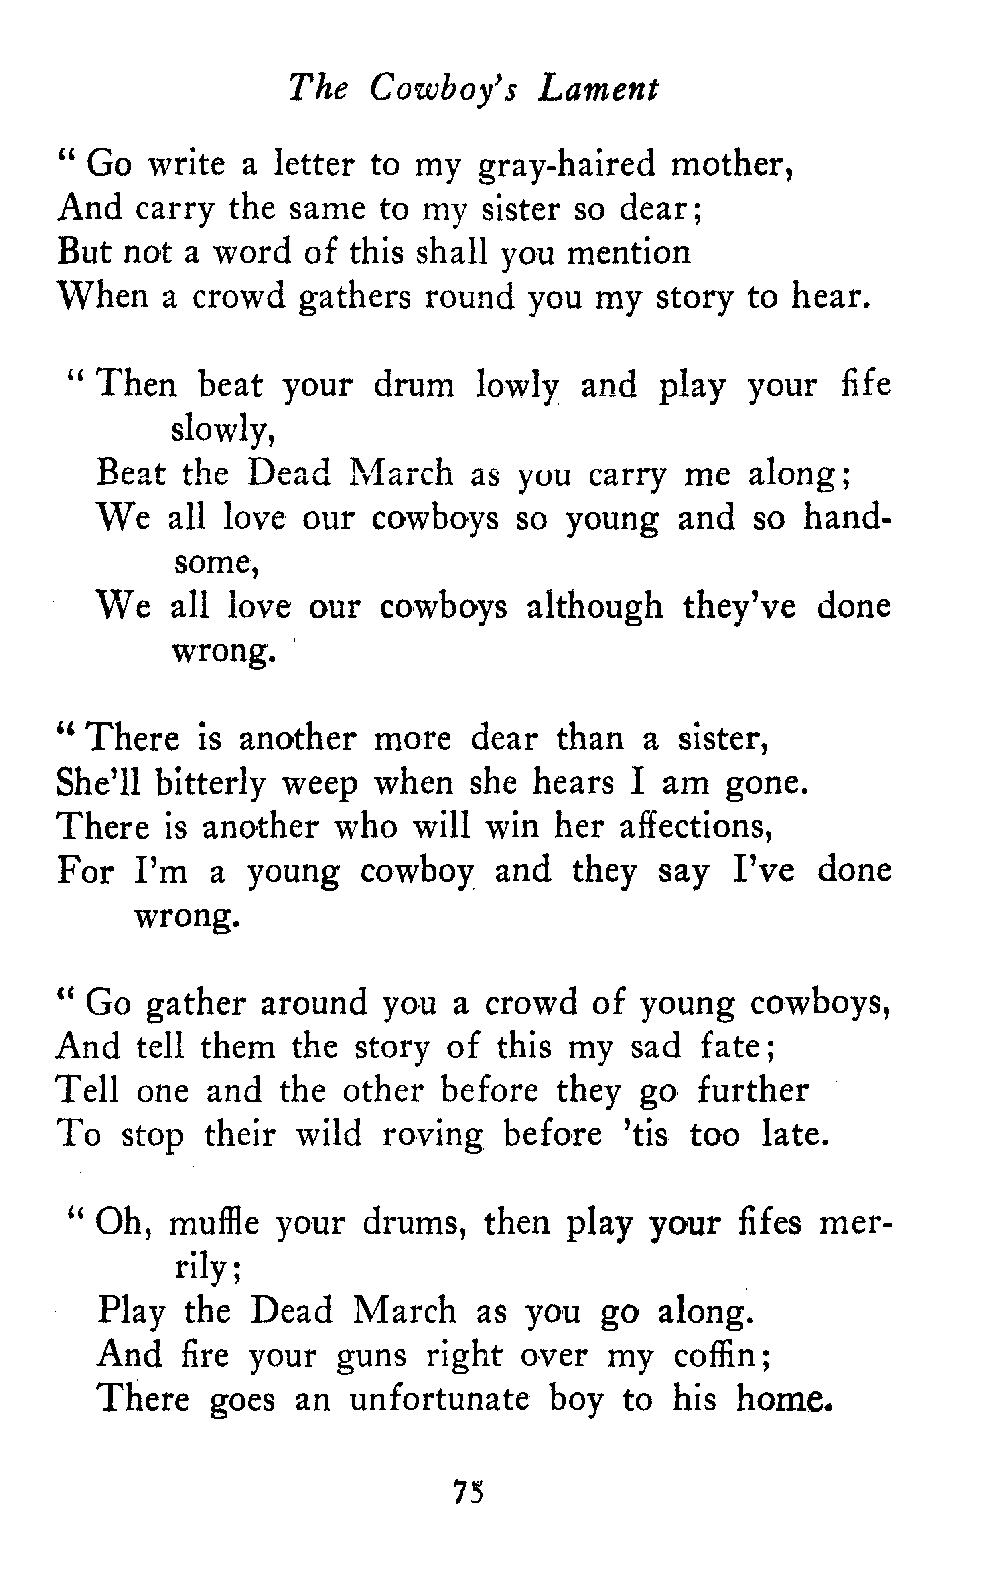 The Cowboy's Lament
“ Go write a letter to my gray-haired mother,
And carry the same to my sister so dear;
But not a word of this shall you mention
When a crowd gathers round you my story to hear.
“ Then beat your drum lowly and play your fife
slowly,
Beat the Dead March as you carry me along;
We all love our cowboys so young and so hand-
some,
We all love our cowboys although they’ve done
wrong.
“ There is another more dear than a sister,
She’ll bitterly weep when she hears I am gone.
There is another who will win her affections,
For I’m a young cowboy and they say I’ve done
wrong.
“ Go gather around you a crowd of young cowboys,
And tell them the story of this my sad fate;
Tell one and the other before they go further
To stop their wild roving before ’tis too late.
“ Oh, muffle your drums, then play your fifes mer-
rily;
Play the Dead March as you go along.
And fire your guns right over my coffin;
There goes an unfortunate boy to his home.
75